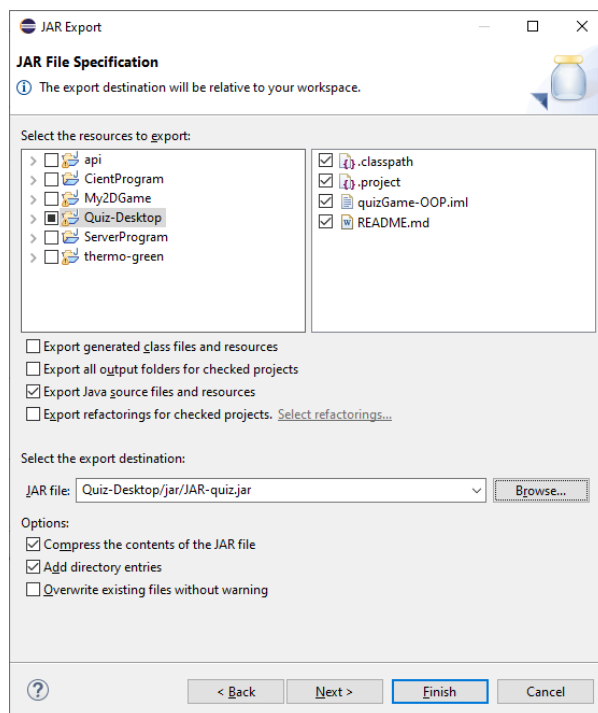 JAR Export
JAR File Specification
The export destination will be relative to your workspace.
Select the resources to export:
api
CientProgram
My2DGame
Quiz-Desktop
ServerProgram
thermo-green
.classpath
.project
quizGame-OOP.iml
README.md
Export generated class files and resources
Export all output folders for checked projects
Export Java source files and resources
Export refactorings for checked projects. Select refactorings...
Select the export destination:
JAR file: Quiz-Desktop/jar/JAR-quiz.jar Browse...
Options:
Compress the contents of the JAR file
Add directory entries
Overwrite existing files without warning
? < Back Next > Finish Cancel